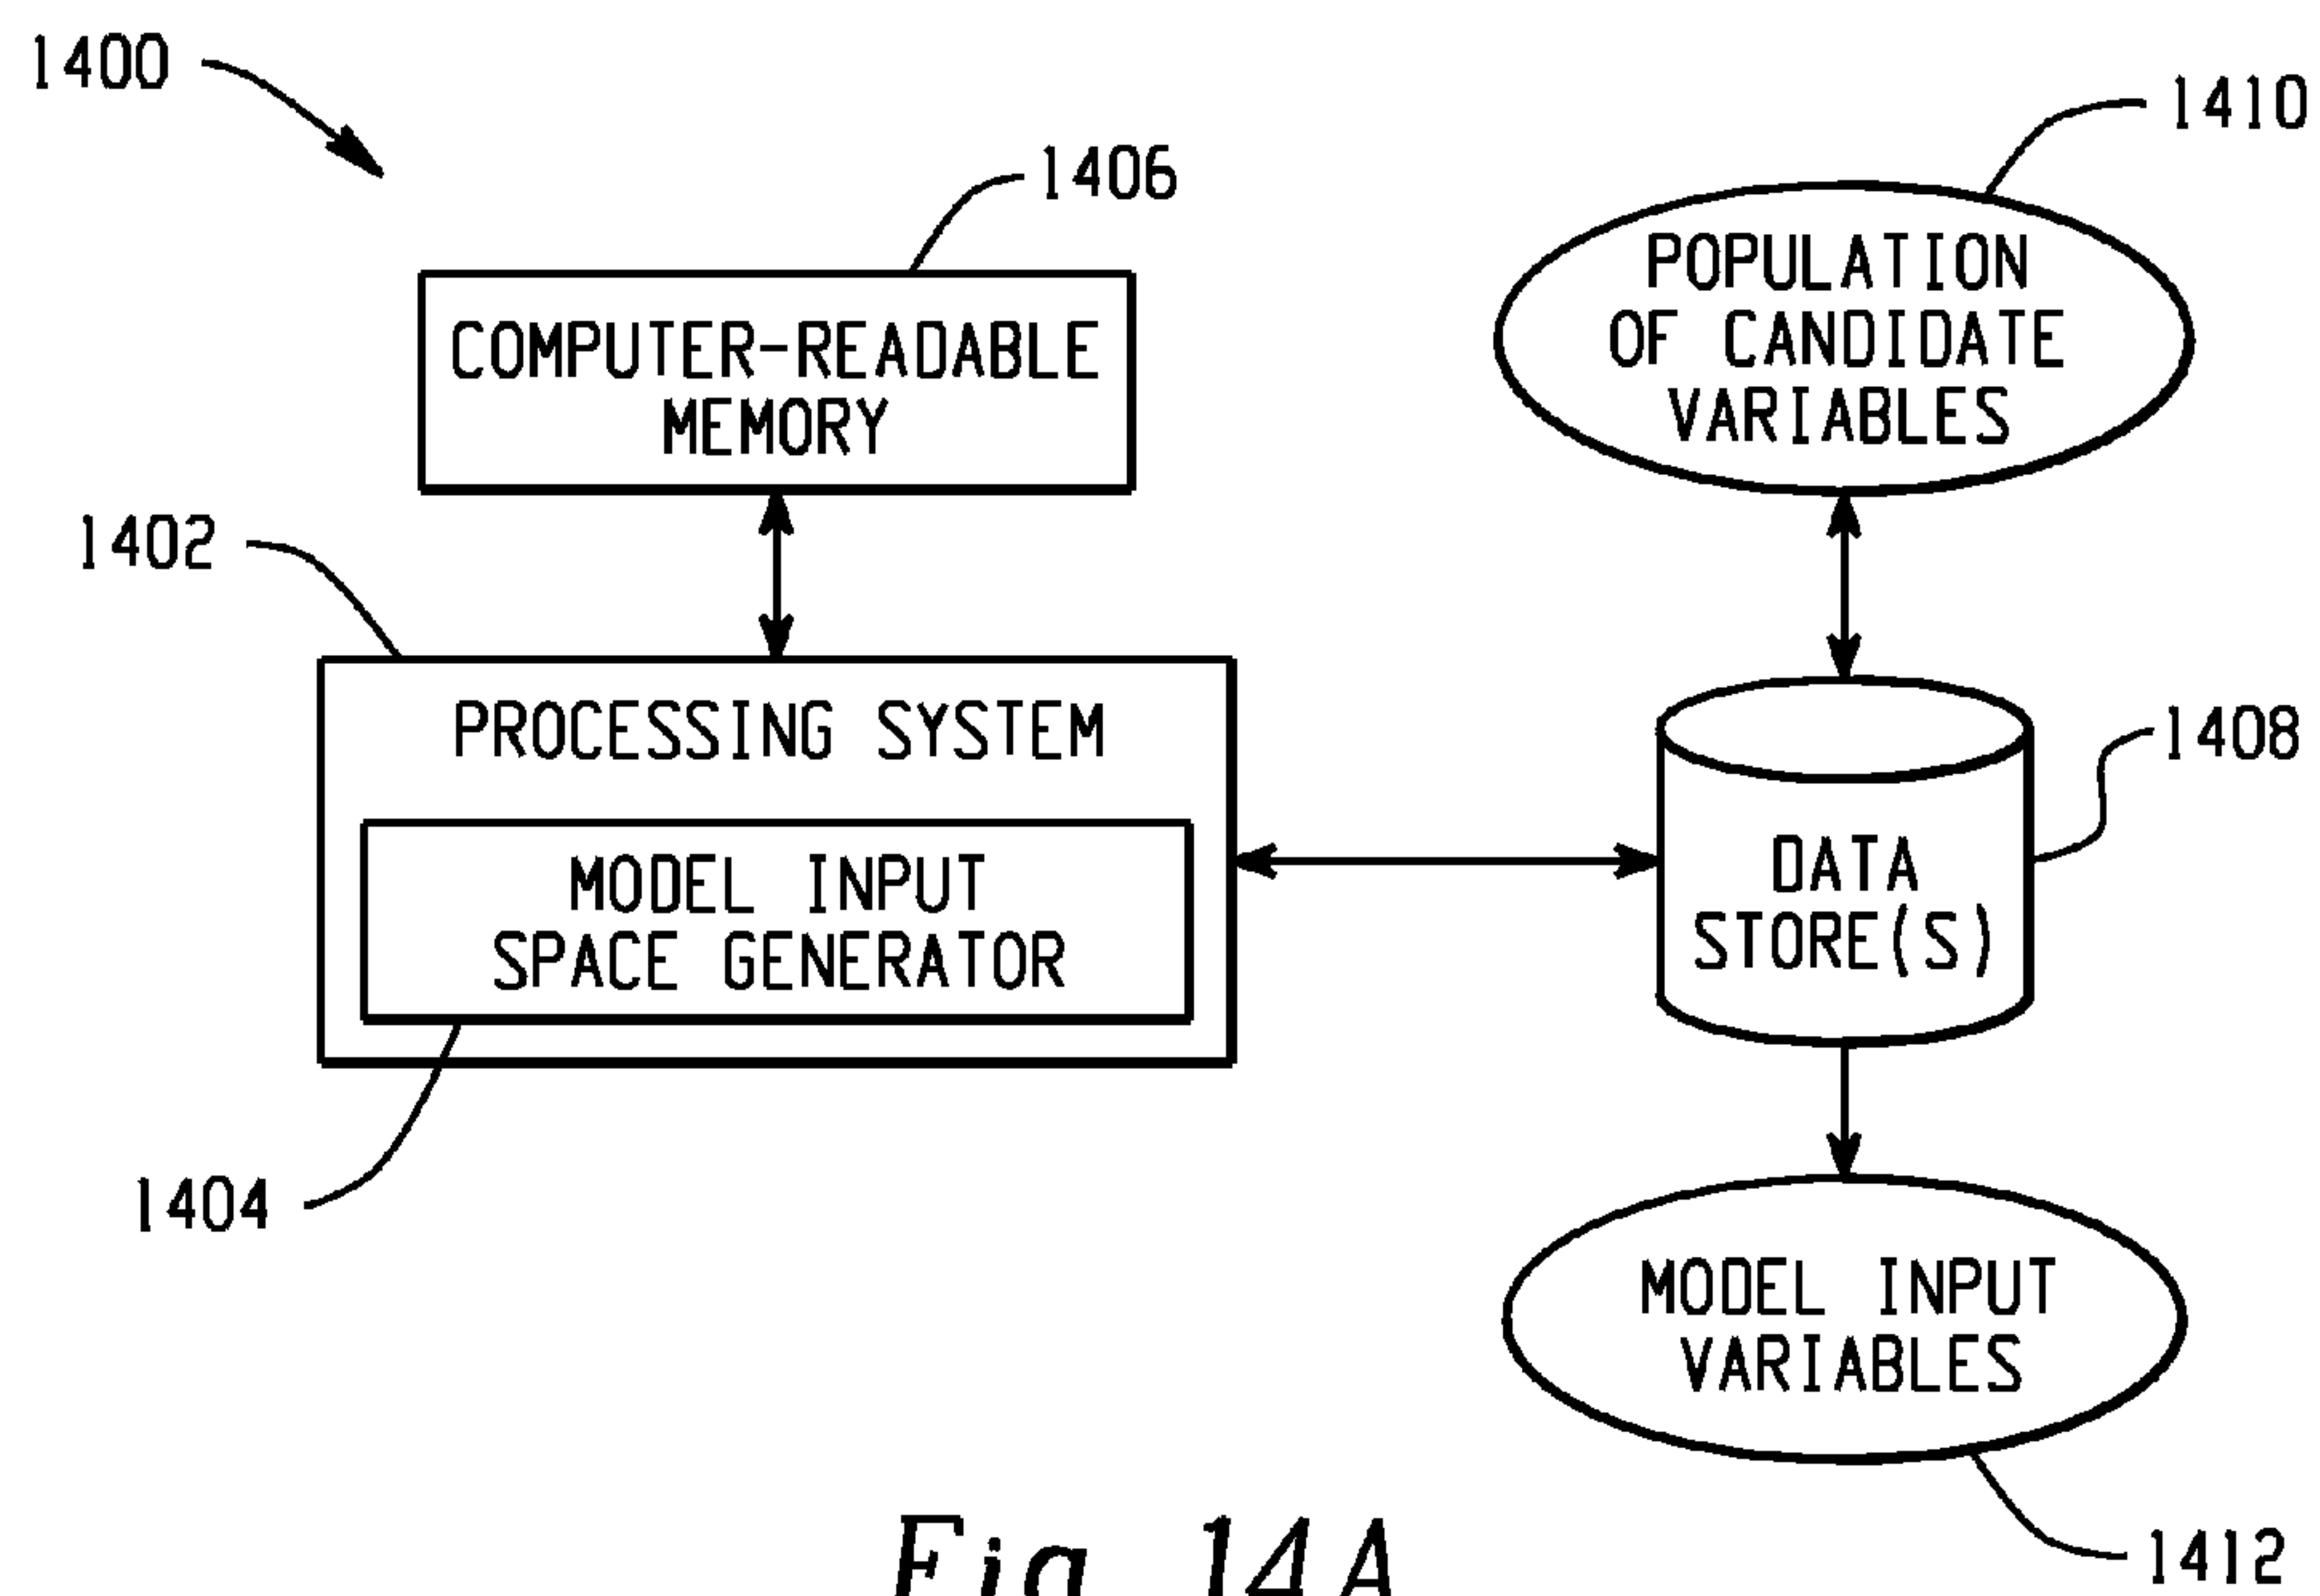 1400
1406
1410
COMPUTER-READABLE
MEMORY
POPULATION
OF CANDIDATE
VARIABLES
1402
PROCESSING SYSTEM
MODEL INPUT
SPACE GENERATOR
1408
DATA
STORE(S)
1404
MODEL INPUT
VARIABLES
1412
Fig 14A